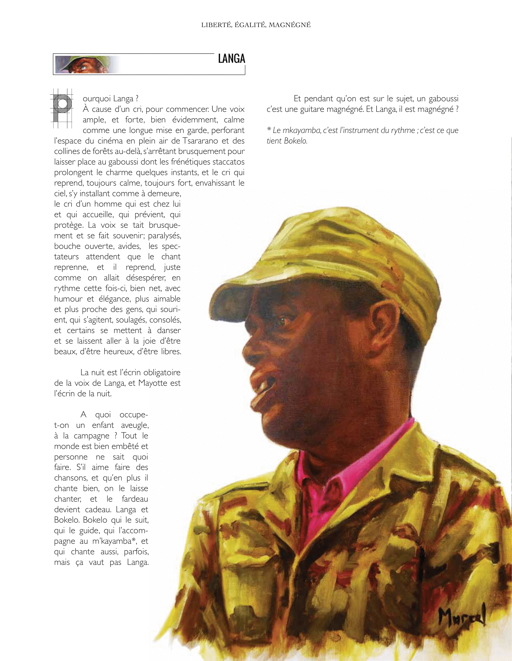 LIBERTÉ, ÉGALITÉ, MAGNÉGNÉ
LANGA
Pourquoi Langa ?
À cause d'un cri, pour commencer. Une voix
ample, et forte, bien évidemment, calme
comme une longue mise en garde, perforant
l'espace du cinéma en plein air de Tsararano et des
collines de forêts au-delà, s'arrêtant brusquement pour
laisser place au gaboussi dont les frénétiques staccatos
prolongent le charme quelques instants, et le cri qui
reprend, toujours calme, toujours fort, envahissant le
ciel, s'y installant comme à demeure,
le cri d'un homme qui est chez lui
et qui accueille, qui prévient, qui
protège. La voix se tait brusque-
ment et se fait souvenir; paralysés,
bouche ouverte, avides, les spec-
tateurs attendent que le chant
reprenne, et il reprend, juste
comme on allait désespérer, en
rythme cette fois-ci, bien net, avec
humour et élégance, plus aimable
et plus proche des gens, qui souri-
ent, qui s'agitent, soulagés, consolés,
et certains se mettent à danser
et se laissent aller à la joie d'être
beaux, d'être heureux, d'être libres.
La nuit est l'écrin obligatoire
de la voix de Langa, et Mayotte est
l'écrin de la nuit.
A quoi occupe-
t-on un enfant aveugle,
à la campagne ? Tout le
monde est bien embêté et
personne ne sait quoi
faire. S'il aime faire des
chansons, et qu'en plus il
chante bien, on le laisse
chanter, et le fardeau
devient cadeau. Langa et
Bokelo. Bokelo qui le suit,
qui le guide, qui l'accom-
pagne au m'kayamba*, et
qui chante aussi, parfois,
mais ça vaut pas Langa.
Et pendant qu'on est sur le sujet, un gaboussi
c'est une guitare magnégné. Et Langa, il est magnégné ?
* Le mkayamba, c'est l'instrument du rythme ; c'est ce que
tient Bokelo.
Marcel